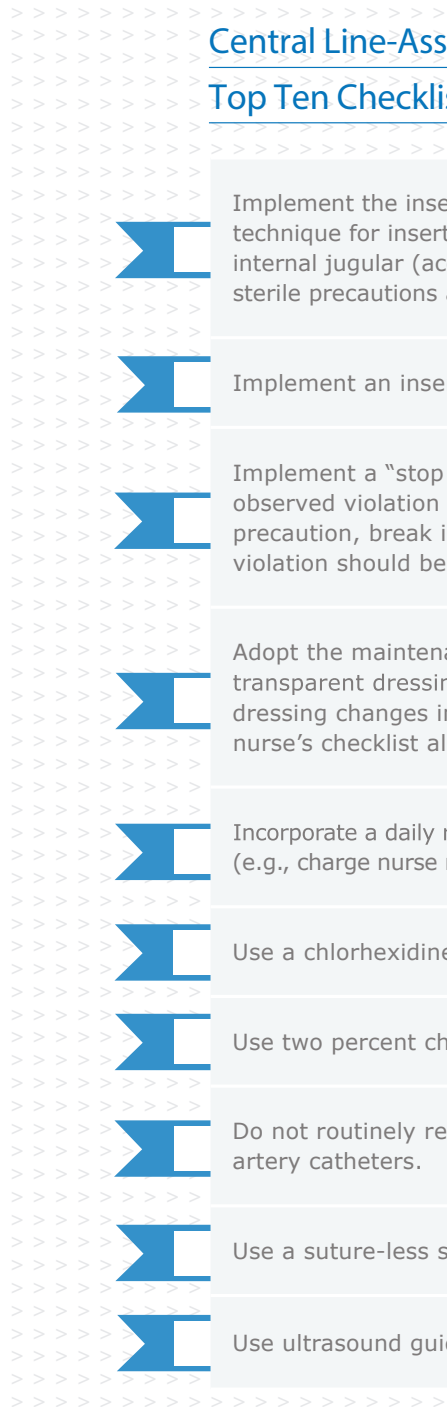 Central Line-Ass
Top Ten Checklis
Implement the inse
technique for insert
internal jugular (ac
sterile precautions
Implement an inse
Implement a “stop
observed violation
precaution, break i
violation should be
Adopt the maintena
transparent dressin
dressing changes in
nurse’s checklist al
Incorporate a daily r
(e.g., charge nurse
Use a chlorhexidine
Use two percent ch
Do not routinely re
artery catheters.
Use a suture-less s
Use ultrasound gui